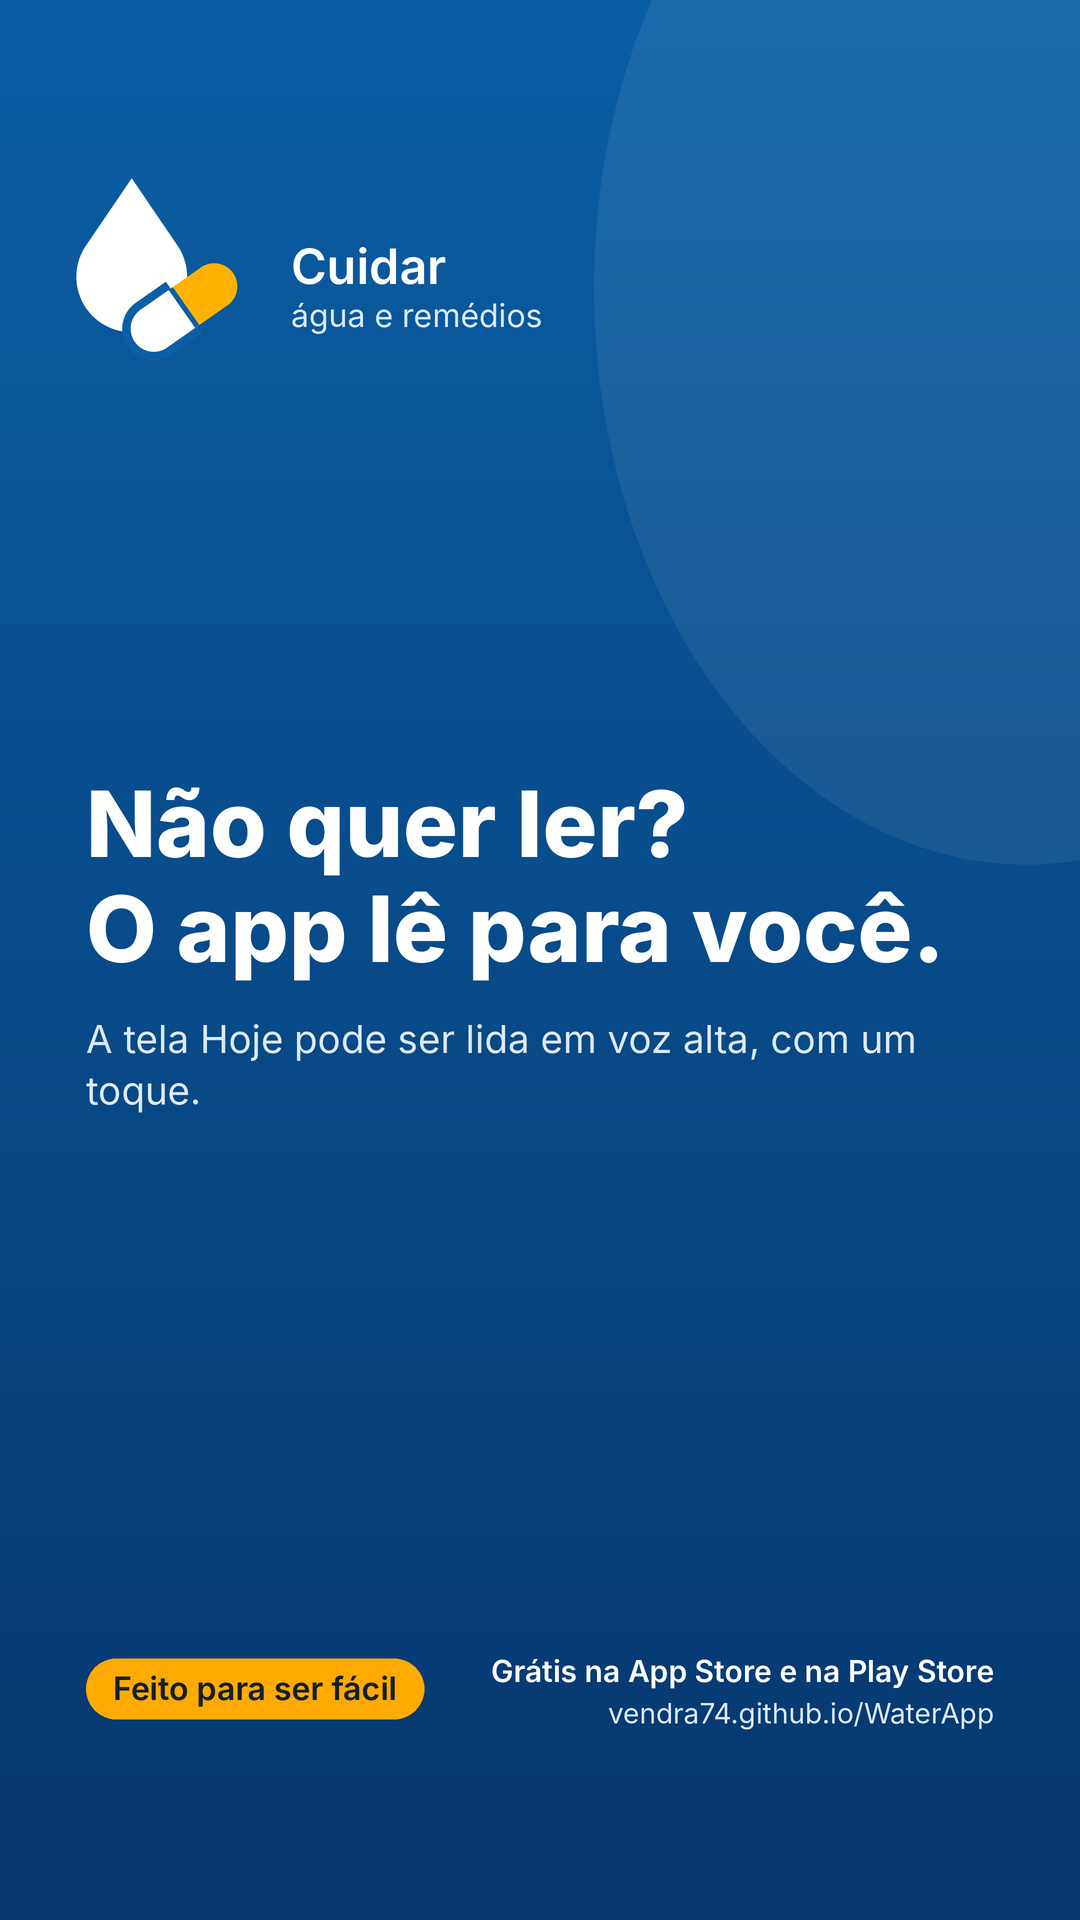 Cuidar
água e remédios
Não quer ler?
O app lê para você.
A tela Hoje pode ser lida em voz alta, com um
toque.
Feito para ser fácil
Grátis na App Store e na Play Store
vendra74.github.io/WaterApp